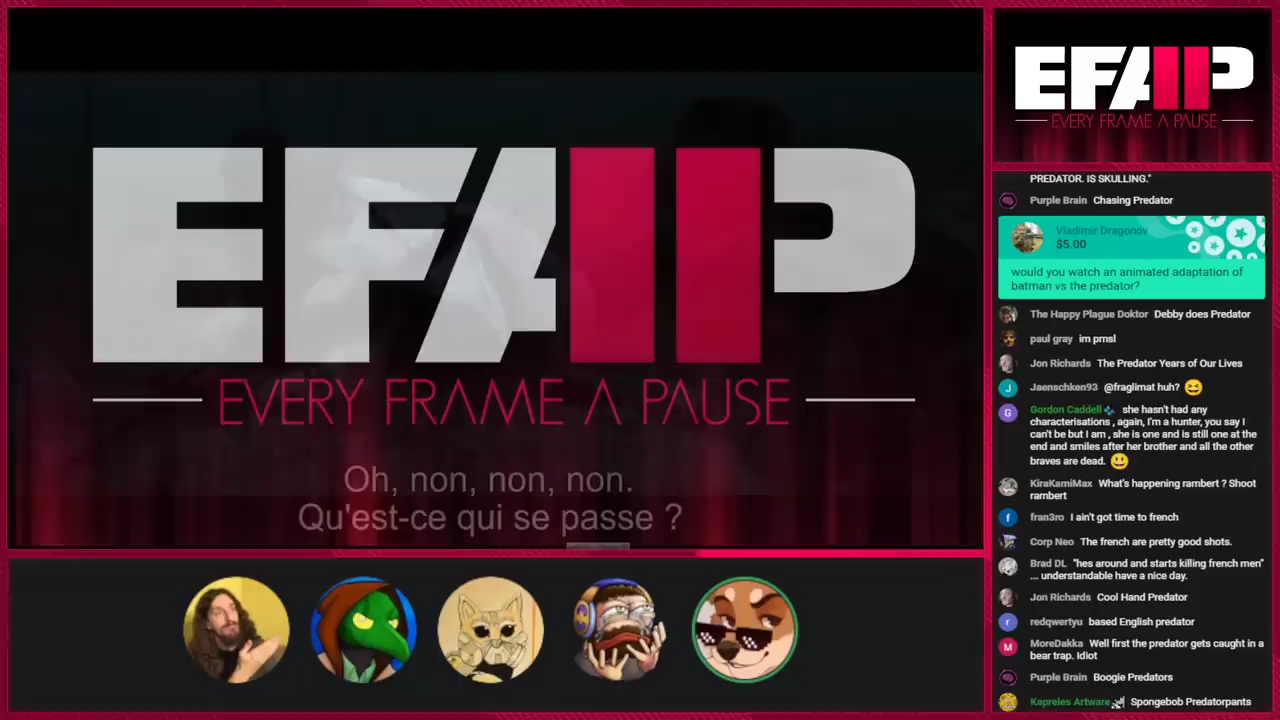 EFAP
EVERY FRAME A PAUSE
Oh, non, non, non.
Qu'est-ce qui se passe ?
EFAP
EVERY FRAME A PAUSE
PREDATOR. IS SKULLING."
Purple Brain Chasing Predator
Vladimir Dragonov
$5.00
would you watch an animated adaptation of
batman vs the predator?
The Happy Plague Doktor Debby does Predator
paul gray im pmsl
Jon Richards The Predator Years of Our Lives
Jaenschken93 @fraglimat huh? 😆
Gordon Caddell she hasn't had any
characterisations , again, I'm a hunter, you say I
can't be but I am , she is one and is still one at the
end and smiles after her brother and all the other
braves are dead. 😃
KiraKamiMax What's happening rambert ? Shoot
rambert
fran3ro I ain't got time to french
Corp Neo The french are pretty good shots.
Brad DL "hes around and starts killing french men"
... understandable have a nice day.
Jon Richards Cool Hand Predator
redqwertyu based English predator
MoreDakka Well first the predator gets caught in a
bear trap. Idiot
Purple Brain Boogie Predators
Kapreles Artware Spongebob Predatorpants